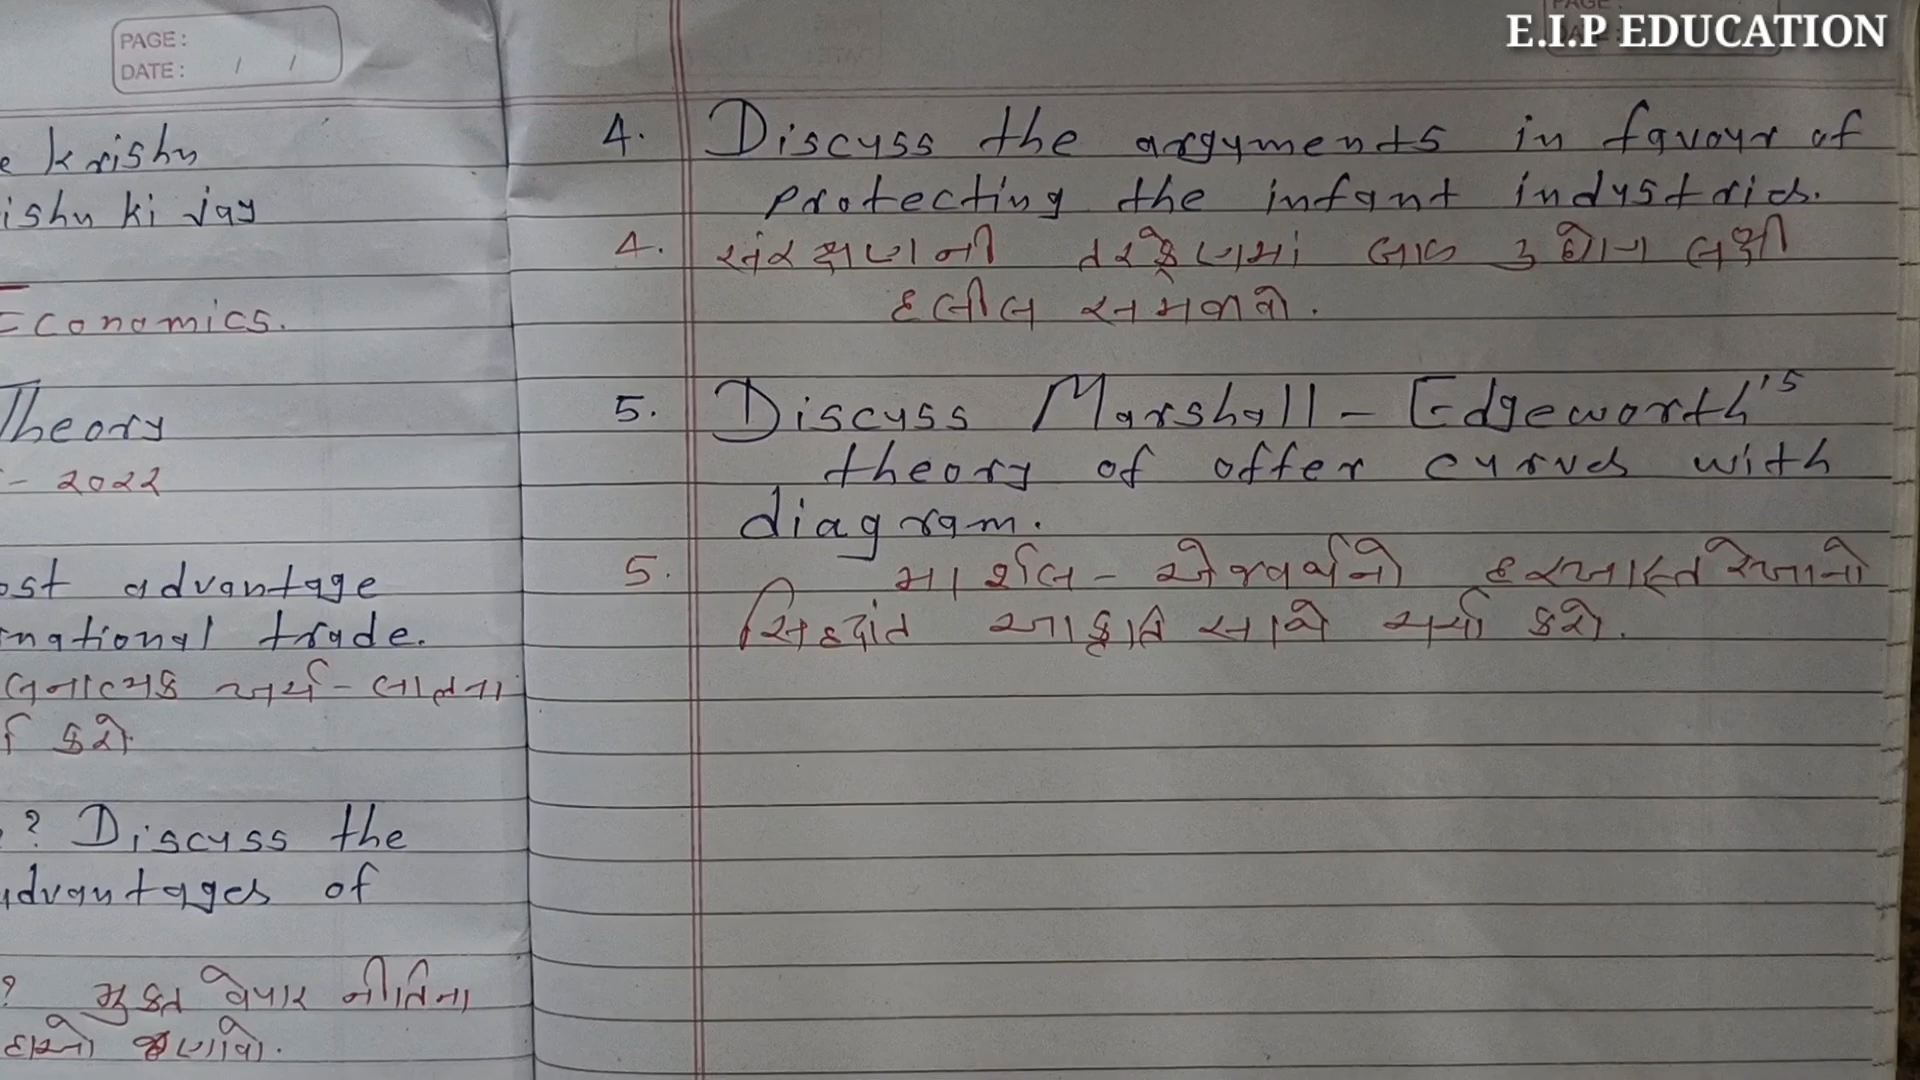 E.I.P EDUCATION
PAGE:
DATE: / /
e krishn
ishn ki jay
Economics.
Theory
- ૨૦૨૨
ost advantage
national trade.
ખર્ચ - લાભના
કરો.
? Discuss the
advantages of
? મુકત વેપાર નીતિના
જણાવો.
4. Discuss the arguments in favour of
protecting the infant industries.
4. સંરક્ષણની તરફેણમાં બાળ ઉદ્યોગ લક્ષી
દલીલ સમજાવો.
5. Discuss Marshall - Edgeworth's
theory of offer curves with
diagram.
5. માર્શલ - એજવર્થનો દરખાસ્ત રેખાનો
સિદ્ધાંત આકૃતિ સાથે ચર્ચા કરો.